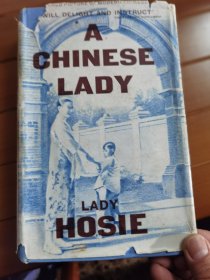 "WILL DELIGHT AND INSTRUCT"
A
CHINESE
LADY
LADY
HOSIE